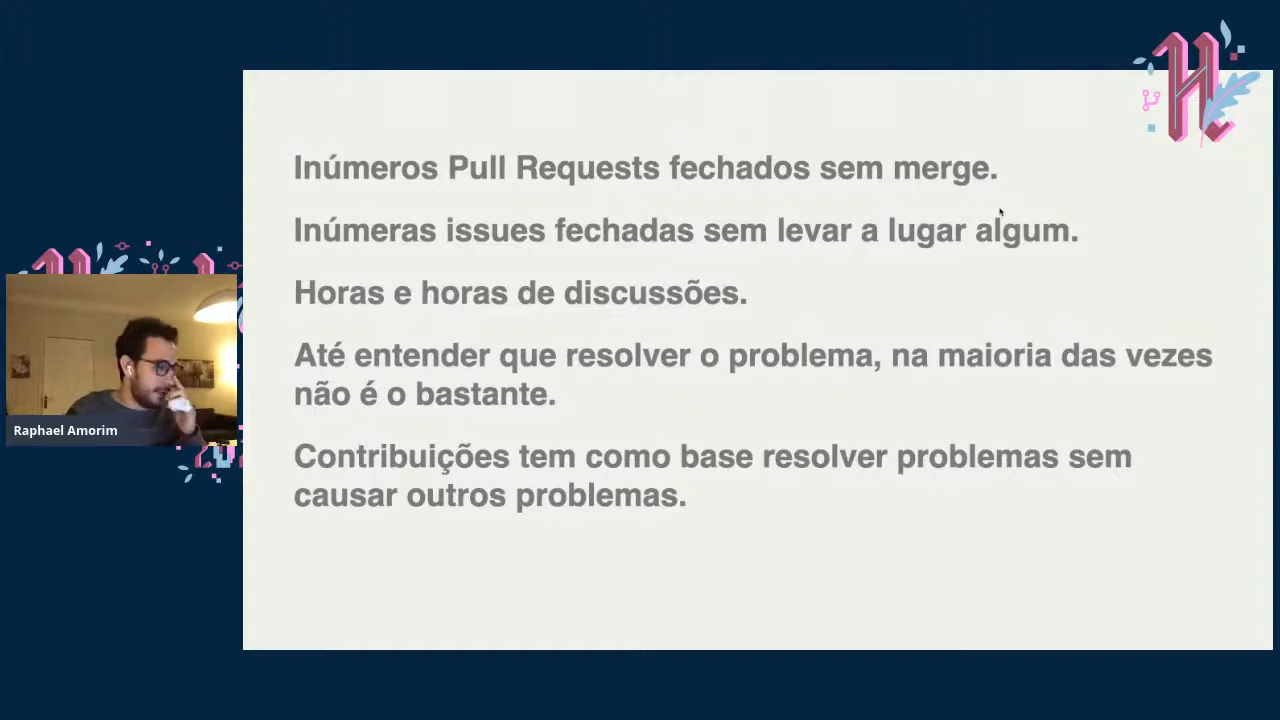 Inúmeros Pull Requests fechados sem merge.
Inúmeras issues fechadas sem levar a lugar algum.
Horas e horas de discussões.
Até entender que resolver o problema, na maioria das vezes
não é o bastante.
Contribuições tem como base resolver problemas sem
causar outros problemas.
Raphael Amorim